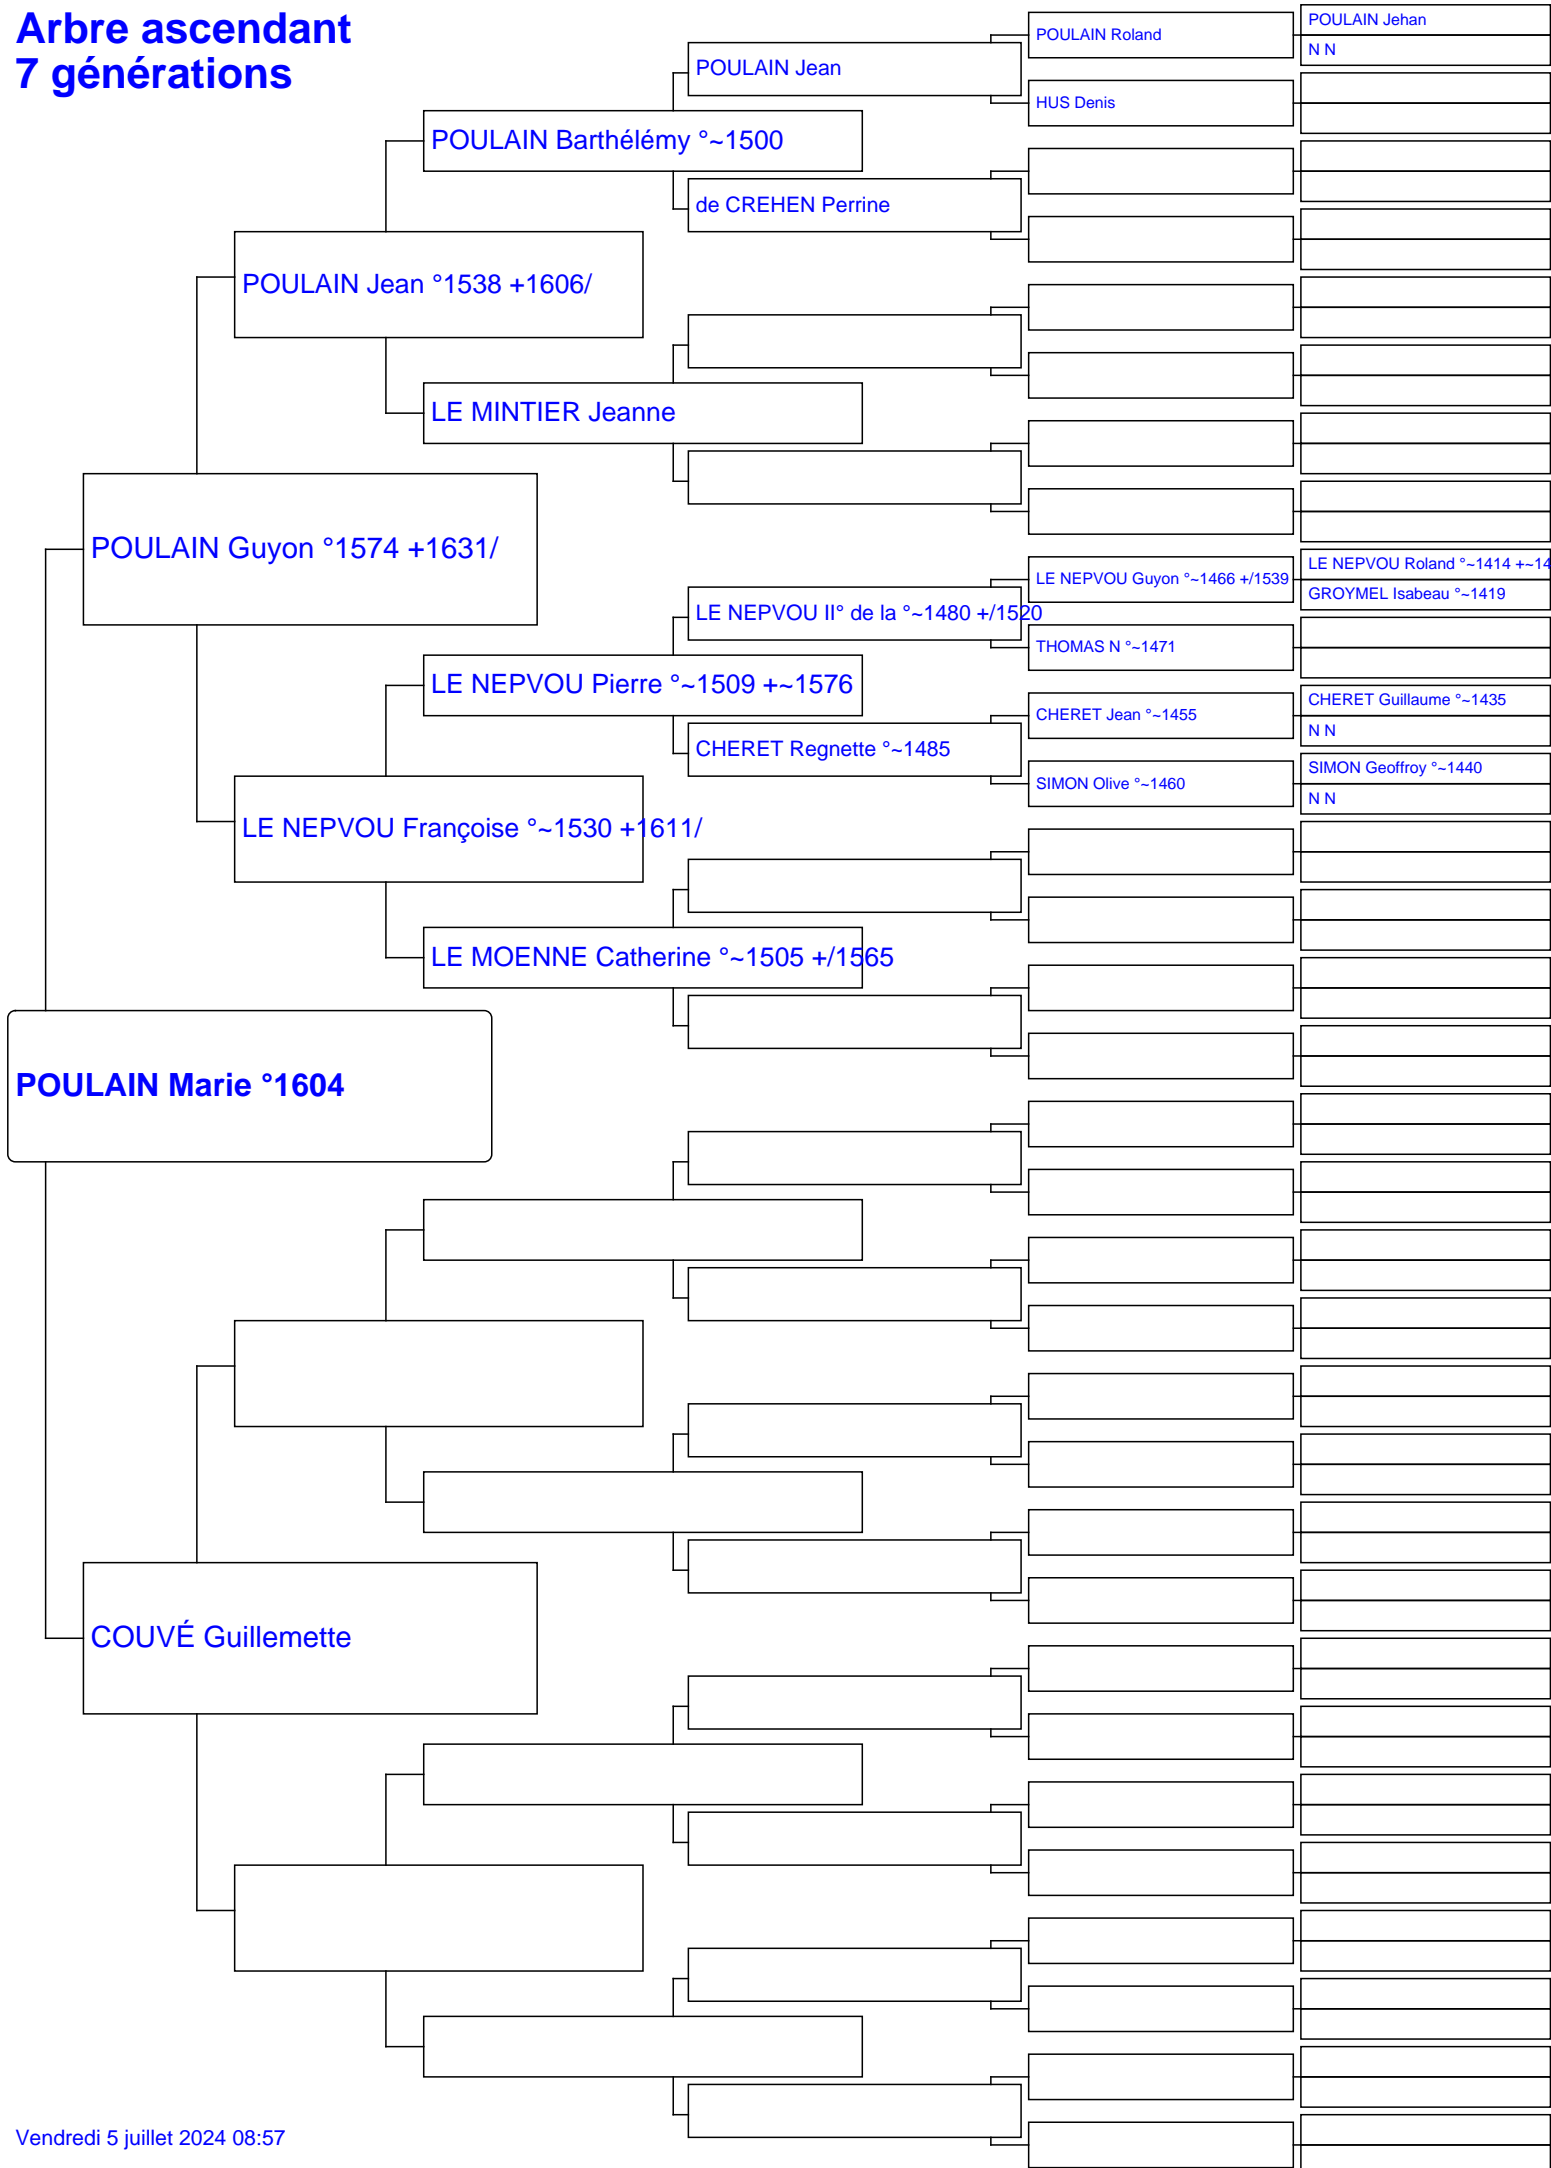 Arbre ascendant
7 générations
POULAIN Jehan
POULAIN Roland
N N
POULAIN Jean
HUS Denis
POULAIN Barthélémy °~1500
de CREHEN Perrine
POULAIN Jean °1538 +1606/
LE MINTIER Jeanne
POULAIN Guyon °1574 +1631/
LE NEPVOU Roland °~1414 +~14
LE NEPVOU Guyon °~1466 +/1539
GROYMEL Isabeau °~1419
LE NEPVOU II° de la °~1480 +/1520
THOMAS N °~1471
LE NEPVOU Pierre °~1509 +~1576
CHERET Guillaume °~1435
CHERET Jean °~1455
N N
CHERET Regnette °~1485
SIMON Geoffroy °~1440
SIMON Olive °~1460
N N
LE NEPVOU Françoise °~1530 +1611/
LE MOENNE Catherine °~1505 +/1565
POULAIN Marie °1604
COUVÉ Guillemette
Vendredi 5 juillet 2024 08:57